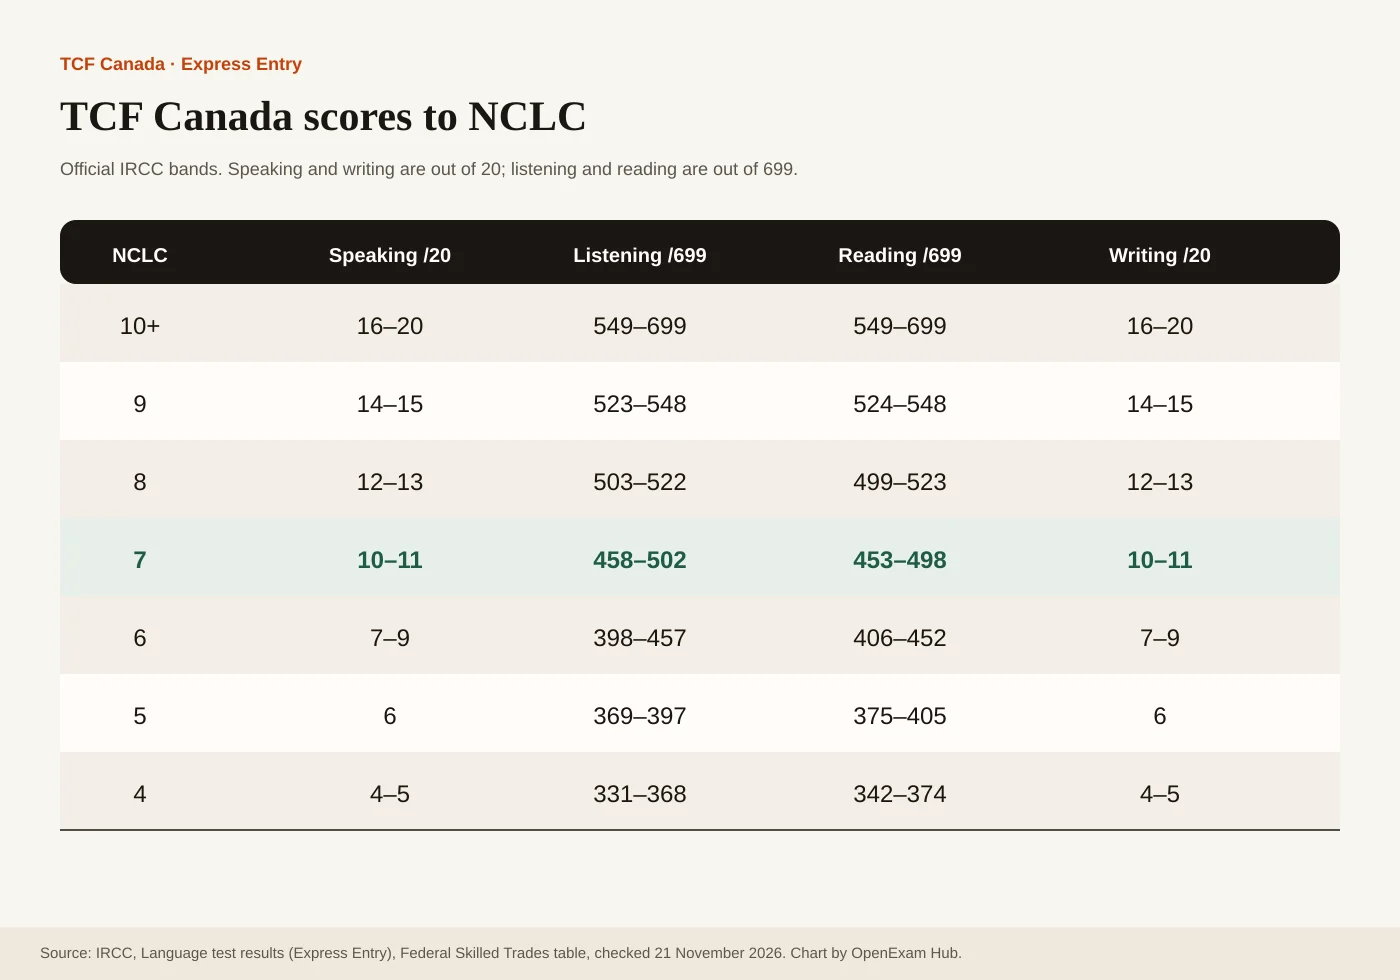 TCF Canada · Express Entry
TCF Canada scores to NCLC
Official IRCC bands. Speaking and writing are out of 20; listening and reading are out of 699.
NCLC Speaking /20 Listening /699 Reading /699 Writing /20
10+ 16–20 549–699 549–699 16–20
9 14–15 523–548 524–548 14–15
8 12–13 503–522 499–523 12–13
7 10–11 458–502 453–498 10–11
6 7–9 398–457 406–452 7–9
5 6 369–397 375–405 6
4 4–5 331–368 342–374 4–5
Source: IRCC, Language test results (Express Entry), Federal Skilled Trades table, checked 21 November 2026. Chart by OpenExam Hub.